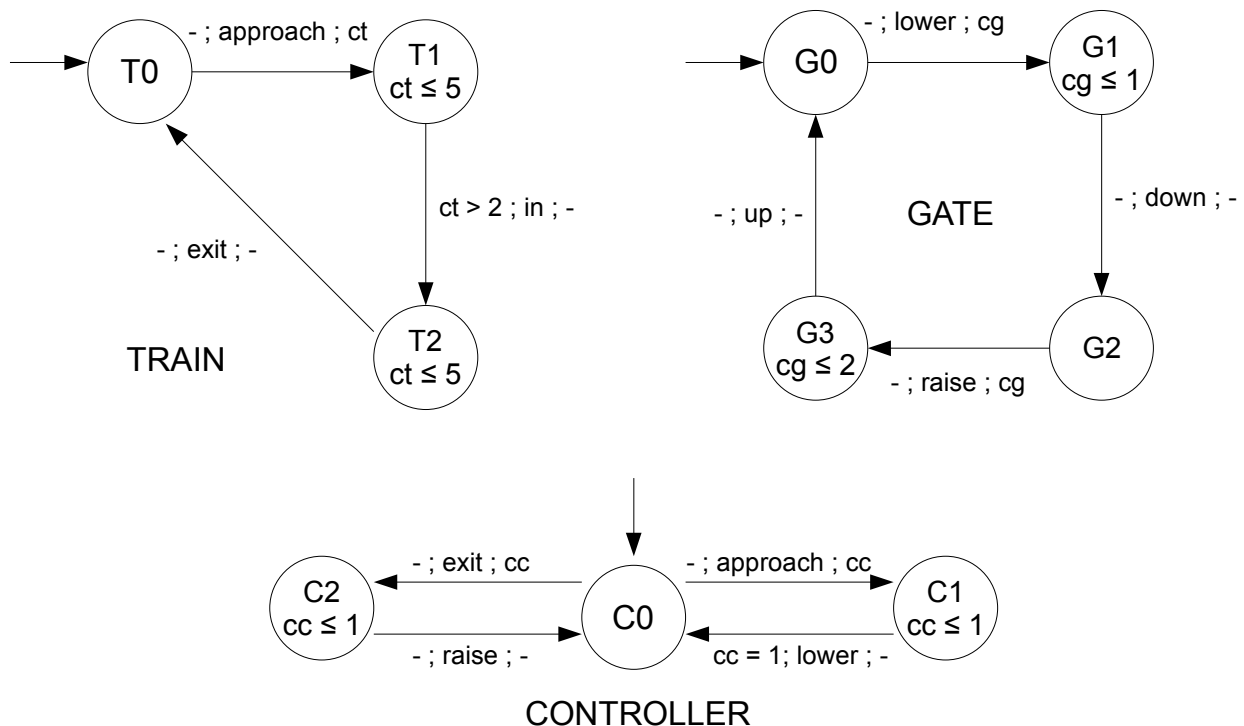 - ; approach ; ct
T0
T1
ct ≤ 5
ct > 2 ; in ; -
- ; exit ; -
T2
ct ≤ 5
TRAIN
- ; lower ; cg
G0
G1
cg ≤ 1
- ; up ; -
GATE
- ; down ; -
G3
cg ≤ 2
G2
- ; raise ; cg
- ; exit ; cc
- ; approach ; cc
C2
cc ≤ 1
C0
C1
cc ≤ 1
- ; raise ; -
cc = 1; lower ; -
CONTROLLER